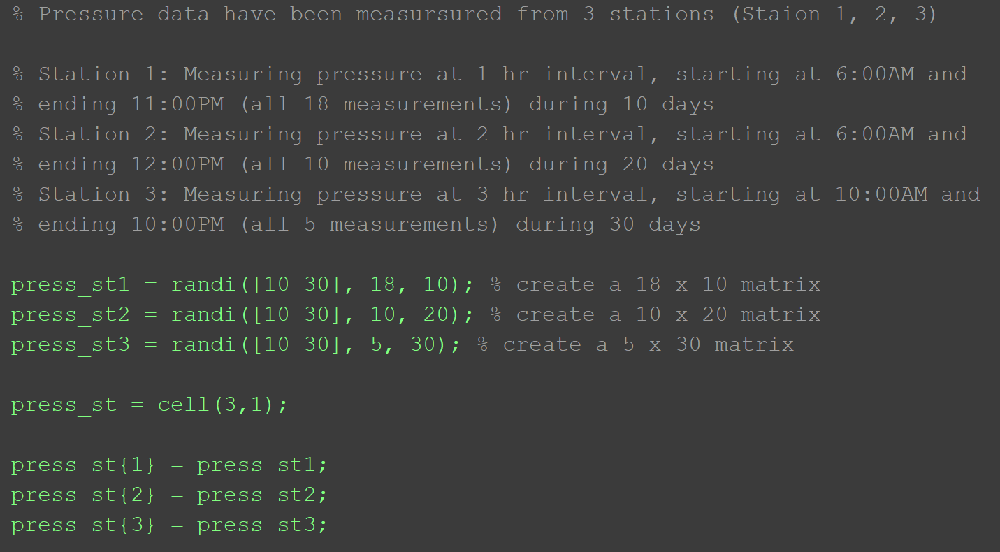 % Pressure data have been measursured from 3 stations (Staion 1, 2, 3)
% Station 1: Measuring pressure at 1 hr interval, starting at 6:00AM and
% ending 11:00PM (all 18 measurements) during 10 days
% Station 2: Measuring pressure at 2 hr interval, starting at 6:00AM and
% ending 12:00PM (all 10 measurements) during 20 days
% Station 3: Measuring pressure at 3 hr interval, starting at 10:00AM and
% ending 10:00PM (all 5 measurements) during 30 days
press_st1 = randi([10 30], 18, 10); % create a 18 x 10 matrix
press_st2 = randi([10 30], 10, 20); % create a 10 x 20 matrix
press_st3 = randi([10 30], 5, 30); % create a 5 x 30 matrix
press_st = cell(3,1);
press_st{1} = press_st1;
press_st{2} = press_st2;
press_st{3} = press_st3;